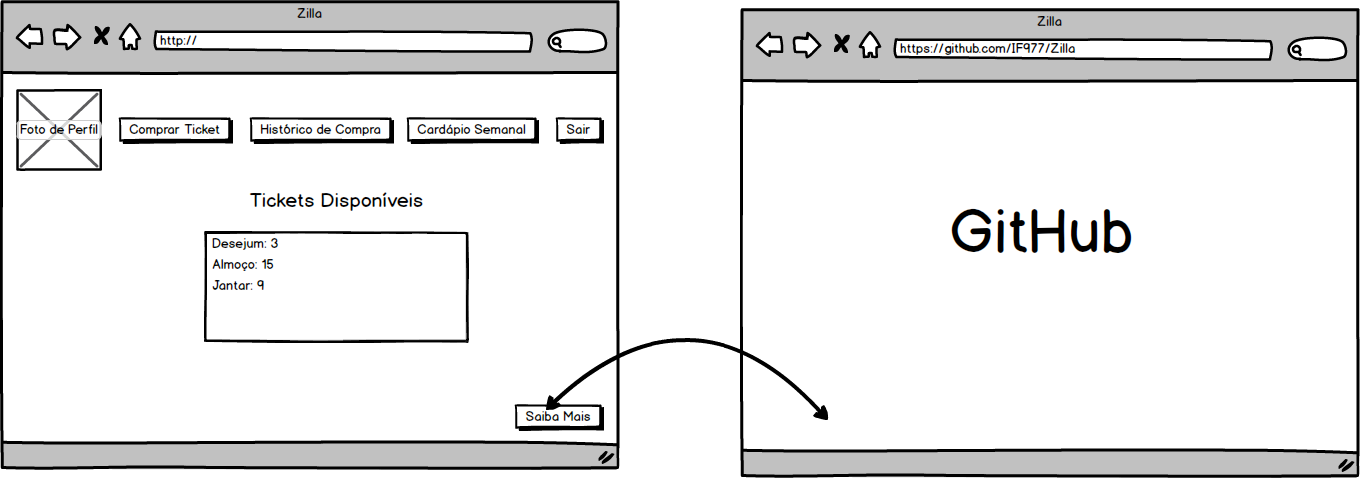 Zilla
http://
Foto de Perfil
Comprar Ticket
Histórico de Compra
Cardápio Semanal
Sair
Tickets Disponíveis
Desejum: 3
Almoço: 15
Jantar: 9
Saiba Mais
Zilla
https://github.com/IF977/Zilla
GitHub